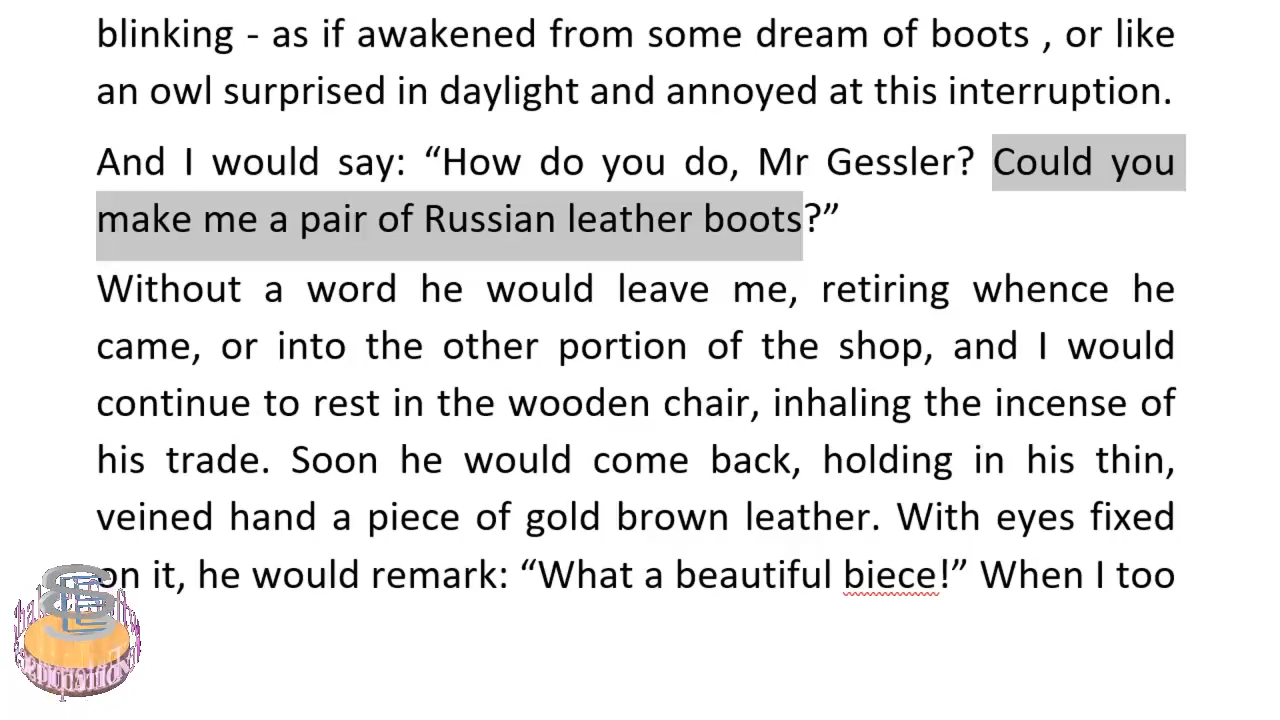 blinking - as if awakened from some dream of boots , or like
an owl surprised in daylight and annoyed at this interruption.
And I would say: “How do you do, Mr Gessler? Could you
make me a pair of Russian leather boots?”
Without a word he would leave me, retiring whence he
came, or into the other portion of the shop, and I would
continue to rest in the wooden chair, inhaling the incense of
his trade. Soon he would come back, holding in his thin,
veined hand a piece of gold brown leather. With eyes fixed
on it, he would remark: “What a beautiful biece!” When I too